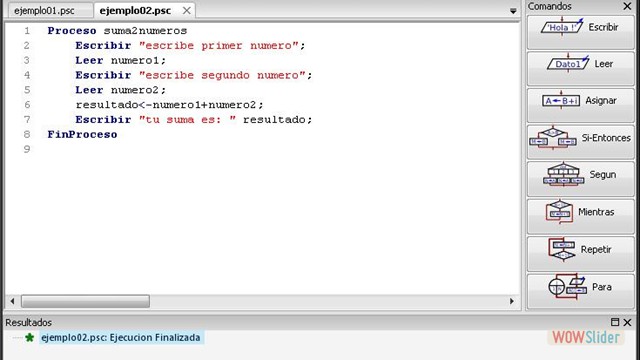 ejemplo01.psc ejemplo02.psc Comandos
1 Proceso suma2numeros
2 Escribir "escribe primer numero";
3 Leer numero1;
4 Escribir "escribe segundo numero";
5 Leer numero2;
6 resultado<-numero1+numero2;
7 Escribir "tu suma es: " resultado;
8 FinProceso
9
'Hola !' Escribir
Dato1 Leer
A ← B+i Asignar
Si-Entonces
Segun
Mientras
Repetir
Para
Resultados
ejemplo02.psc: Ejecucion Finalizada
WOWSlider